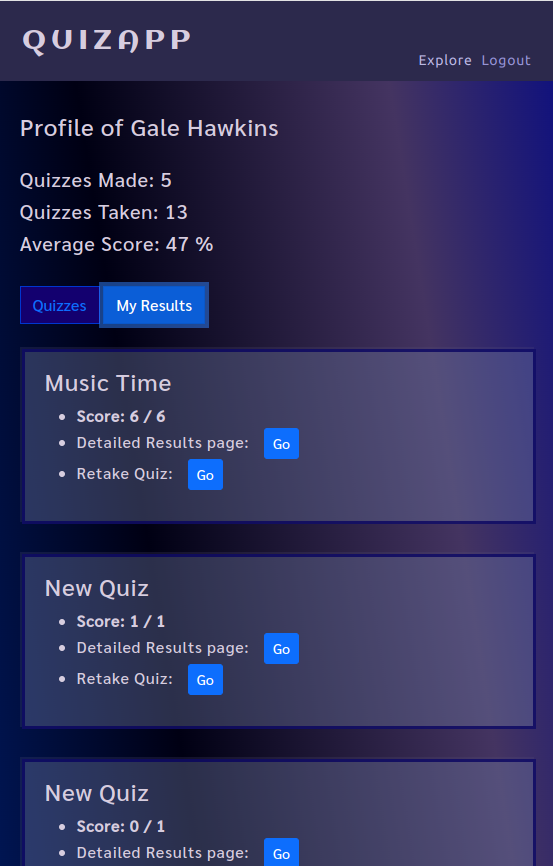 QUIZAPP
Explore Logout
Profile of Gale Hawkins
Quizzes Made: 5
Quizzes Taken: 13
Average Score: 47 %
Quizzes My Results
Music Time
Score: 6 / 6
Detailed Results page: Go
Retake Quiz: Go
New Quiz
Score: 1 / 1
Detailed Results page: Go
Retake Quiz: Go
New Quiz
Score: 0 / 1
Detailed Results page: Go